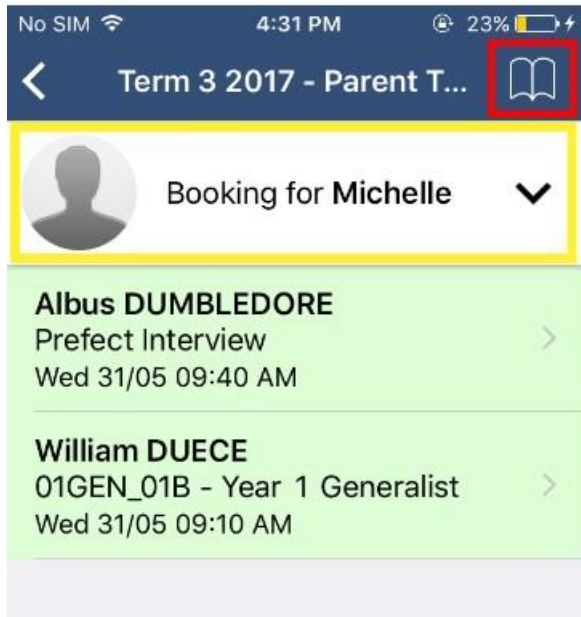 No SIM 4:31 PM 23%
Term 3 2017 - Parent T...
Booking for Michelle
Albus DUMBLEDORE
Prefect Interview
Wed 31/05 09:40 AM
William DUECE
01GEN_01B - Year 1 Generalist
Wed 31/05 09:10 AM